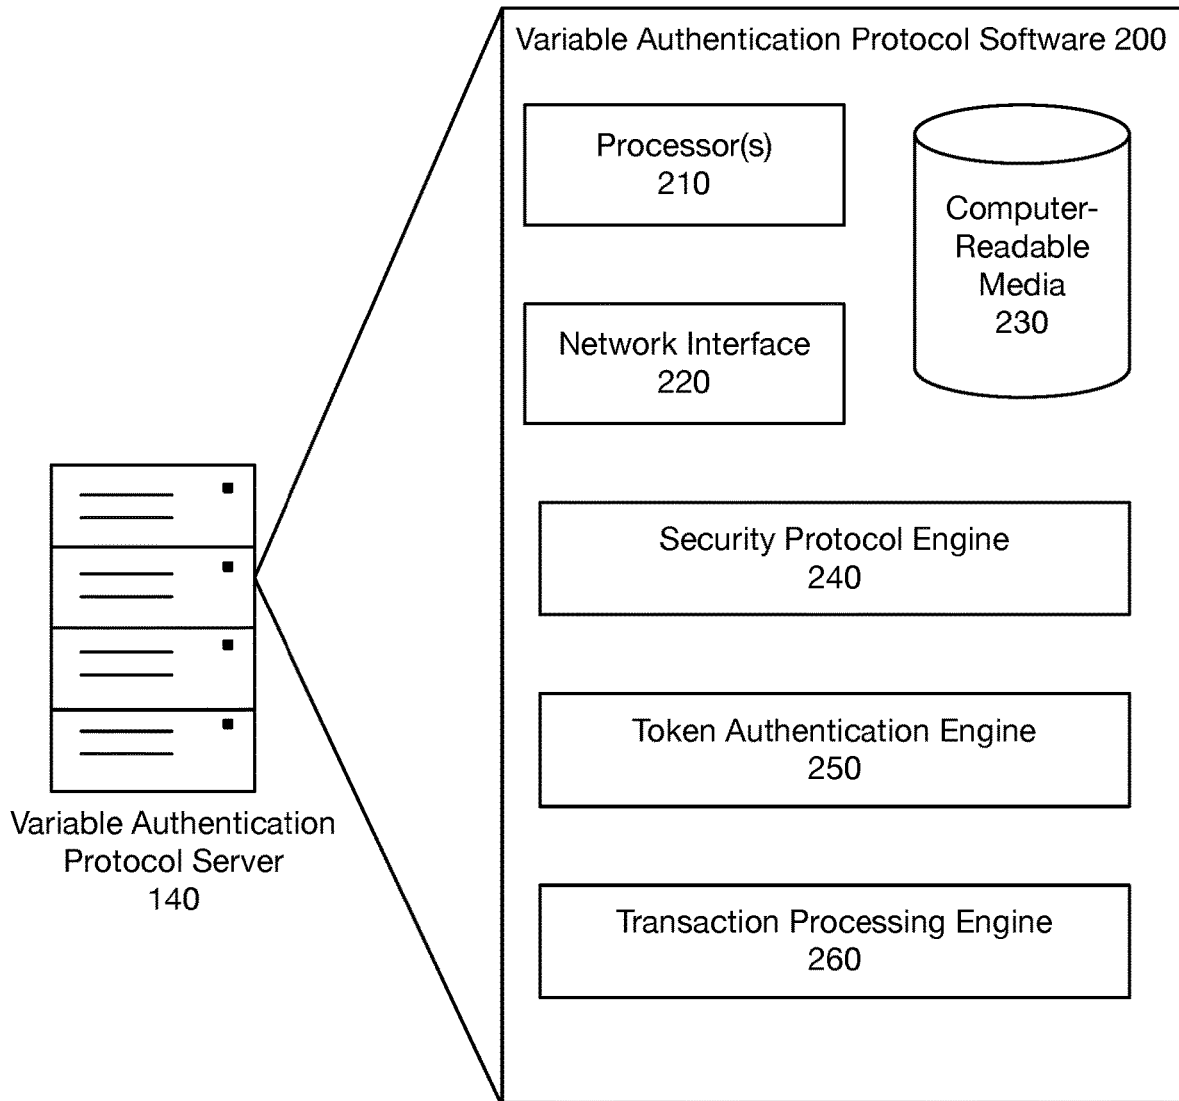 Variable Authentication Protocol Software 200
Processor(s)
210
Computer-
Readable
Media
230
Network Interface
220
Security Protocol Engine
240
Token Authentication Engine
250
Transaction Processing Engine
260
Variable Authentication
Protocol Server
140